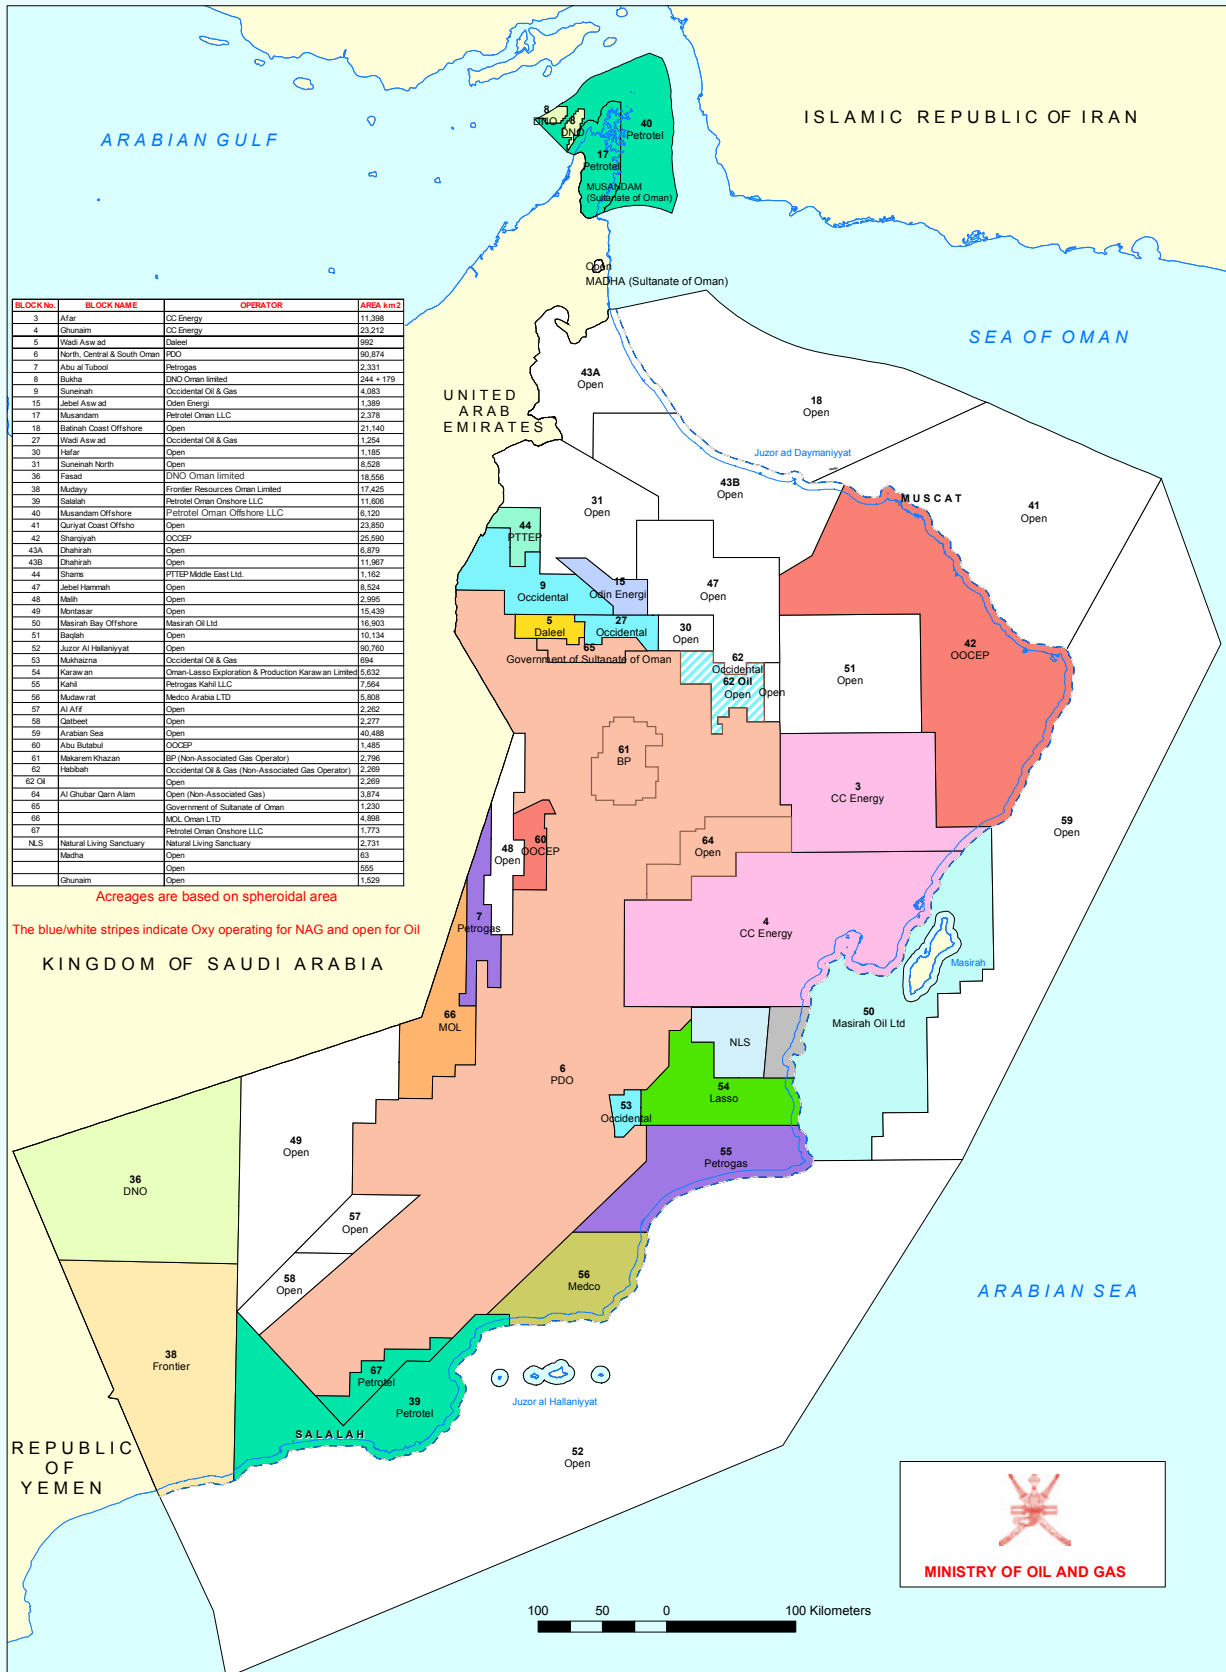 ISLAMIC REPUBLIC OF IRAN
ARABIAN GULF
8
DNO
8
DNO
40
Petrotel
17
Petrotel
MUSANDAM
(Sultanate of Oman)
Open
MADHA (Sultanate of Oman)
SEA OF OMAN
BLOCK No. BLOCK NAME OPERATOR AREA km2
3 Afar CC Energy 11,398
4 Ghunaim CC Energy 23,212
5 Wadi Aswad Daleel 992
6 North, Central & South Oman PDO 90,874
7 Abu al Tubool Petrogas 2,331
8 Bukha DNO Oman limited 244 + 179
9 Suneinah Occidental Oil & Gas 4,083
15 Jebel Aswad Oden Energi 1,389
17 Musandam Petrotel Oman LLC 2,378
18 Batinah Coast Offshore Open 21,140
27 Wadi Aswad Occidental Oil & Gas 1,254
30 Hafar Open 1,185
31 Suneinah North Open 8,528
36 Fasad DNO Oman limited 18,556
38 Mudayy Frontier Resources Oman Limited 17,425
39 Salalah Petrotel Oman Onshore LLC 11,606
40 Musandam Offshore Petrotel Oman Offshore LLC 6,120
41 Quriyat Coast Offsho Open 23,850
42 Sharqiyah OCCEP 25,590
43A Dhahirah Open 6,879
43B Dhahirah Open 11,967
44 Shams PTTEP Middle East Ltd. 1,162
47 Jebel Hammah Open 8,524
48 Malih Open 2,995
49 Montasar Open 15,439
50 Masirah Bay Offshore Masirah Oil Ltd 16,903
51 Baqlah Open 10,134
52 Juzor Al Hallaniyyat Open 90,760
53 Mukhaizna Occidental Oil & Gas 694
54 Karawan Oman-Lasso Exploration & Production Karawan Limited 5,632
55 Kahil Petrogas Kahil LLC 7,564
56 Mudawrat Medco Arabia LTD 5,808
57 Al Afif Open 2,262
58 Qatbeet Open 2,277
59 Arabian Sea Open 40,488
60 Abu Butabul OOCEP 1,485
61 Makarem Khazan BP (Non-Associated Gas Operator) 2,796
62 Habibah Occidental Oil & Gas (Non-Associated Gas Operator) 2,269
62 Oil Open 2,269
64 Al Ghubar Qarn Alam Open (Non-Associated Gas) 3,874
65 Government of Sultanate of Oman 1,230
66 MOL Oman LTD 4,898
67 Petrotel Oman Onshore LLC 1,773
NLS Natural Living Sanctuary Natural Living Sanctuary 2,731
Madha Open 63
Open 555
Ghunaim Open 1,529
Acreages are based on spheroidal area
The blue/white stripes indicate Oxy operating for NAG and open for Oil
KINGDOM OF SAUDI ARABIA
UNITED
ARAB
EMIRATES
43A
Open
18
Open
Juzor ad Daymaniyyat
43B
Open
MUSCAT
41
Open
31
Open
44
PTTEP
9
Occidental
15
Odin Energi
47
Open
5
Daleel
27
Occidental
30
Open
65
Government of Sultanate of Oman
62
Occidental
62 Oil
Open
Open
51
Open
42
OOCEP
61
BP
3
CC Energy
59
Open
60
OOCEP
48
Open
64
Open
7
Petrogas
4
CC Energy
Masirah
66
MOL
50
Masirah Oil Ltd
NLS
6
PDO
54
Lasso
53
Occidental
49
Open
55
Petrogas
36
DNO
57
Open
58
Open
56
Medco
ARABIAN SEA
38
Frontier
67
Petrotel
39
Petrotel
Juzor al Hallaniyyat
SALALAH
REPUBLIC
OF
YEMEN
52
Open
MINISTRY OF OIL AND GAS
100 50 0 100 Kilometers